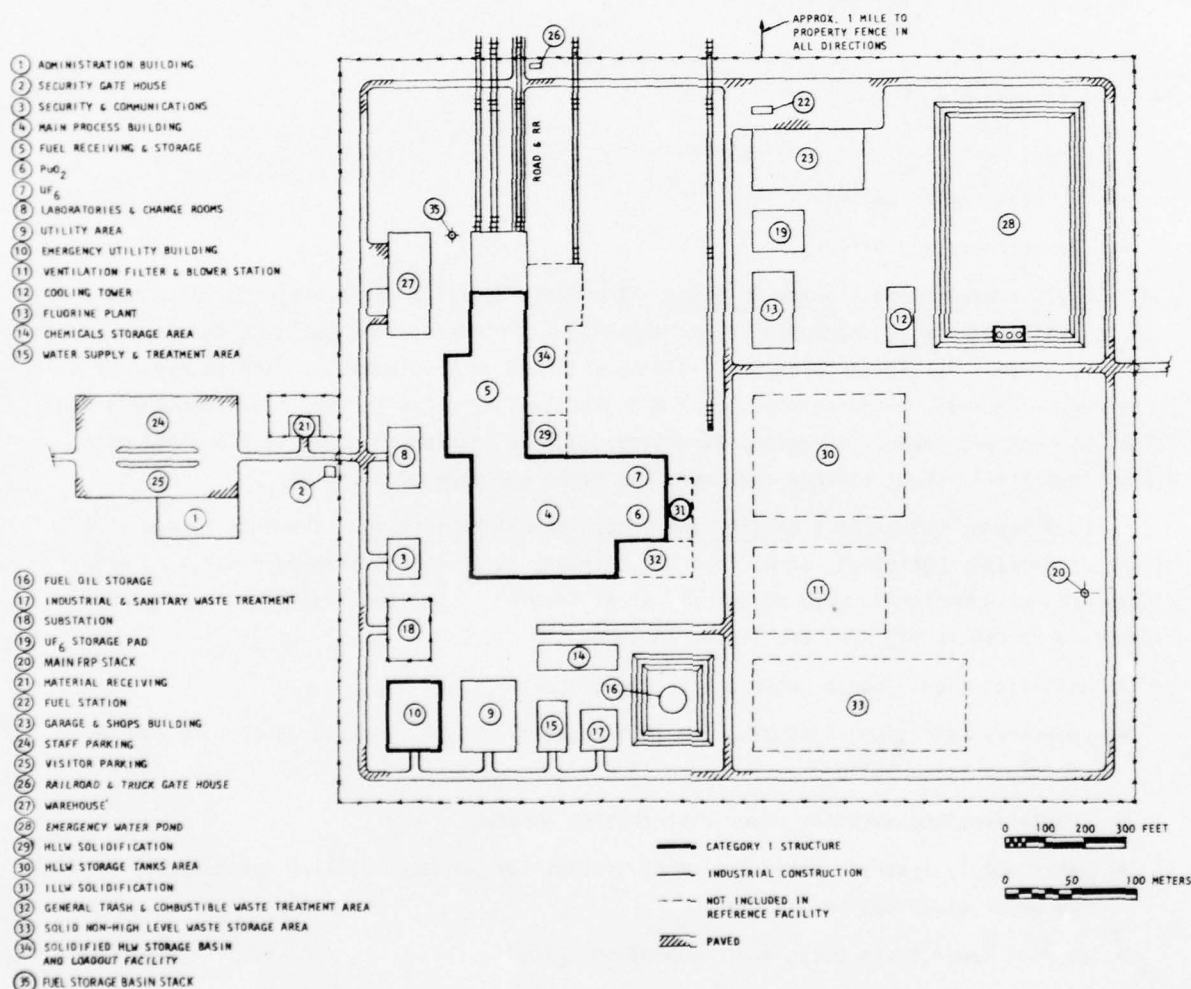 APPROX. 1 MILE TO
PROPERTY FENCE IN
ALL DIRECTIONS
1 ADMINISTRATION BUILDING
2 SECURITY GATE HOUSE
3 SECURITY & COMMUNICATIONS
4 MAIN PROCESS BUILDING
5 FUEL RECEIVING & STORAGE
6 PuO2
7 UF6
8 LABORATORIES & CHANGE ROOMS
9 UTILITY AREA
10 EMERGENCY UTILITY BUILDING
11 VENTILATION FILTER & BLOWER STATION
12 COOLING TOWER
13 FLUORINE PLANT
14 CHEMICALS STORAGE AREA
15 WATER SUPPLY & TREATMENT AREA
16 FUEL OIL STORAGE
17 INDUSTRIAL & SANITARY WASTE TREATMENT
18 SUBSTATION
19 UF6 STORAGE PAD
20 MAIN FRP STACK
21 MATERIAL RECEIVING
22 FUEL STATION
23 GARAGE & SHOPS BUILDING
24 STAFF PARKING
25 VISITOR PARKING
26 RAILROAD & TRUCK GATE HOUSE
27 WAREHOUSE
28 EMERGENCY WATER POND
29 HLLW SOLIDIFICATION
30 HLLW STORAGE TANKS AREA
31 ILLW SOLIDIFICATION
32 GENERAL TRASH & COMBUSTIBLE WASTE TREATMENT AREA
33 SOLID NON-HIGH LEVEL WASTE STORAGE AREA
34 SOLIDIFIED HLW STORAGE BASIN
AND LOADOUT FACILITY
35 FUEL STORAGE BASIN STACK
26
ROAD & RR
22
23
35
19
28
27
13
12
34
5
24
21
29
30
8
7
25
2
4
6
31
1
3
32
11
20
18
14
16
33
10
9
15
17
CATEGORY I STRUCTURE
INDUSTRIAL CONSTRUCTION
NOT INCLUDED IN
REFERENCE FACILITY
PAVED
0 100 200 300 FEET
0 50 100 METERS